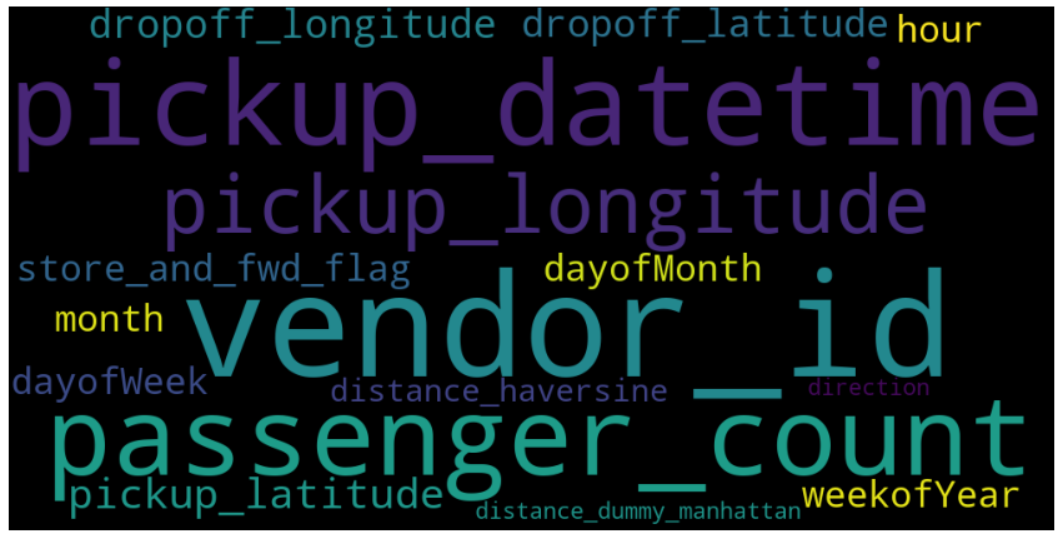 dropoff_longitude dropoff_latitude hour
pickup_datetime
pickup_longitude
store_and_fwd_flag dayofMonth
vendor_id
month
dayofWeek distance_haversine direction
passenger_count
pickup_latitude weekofYear
distance_dummy_manhattan